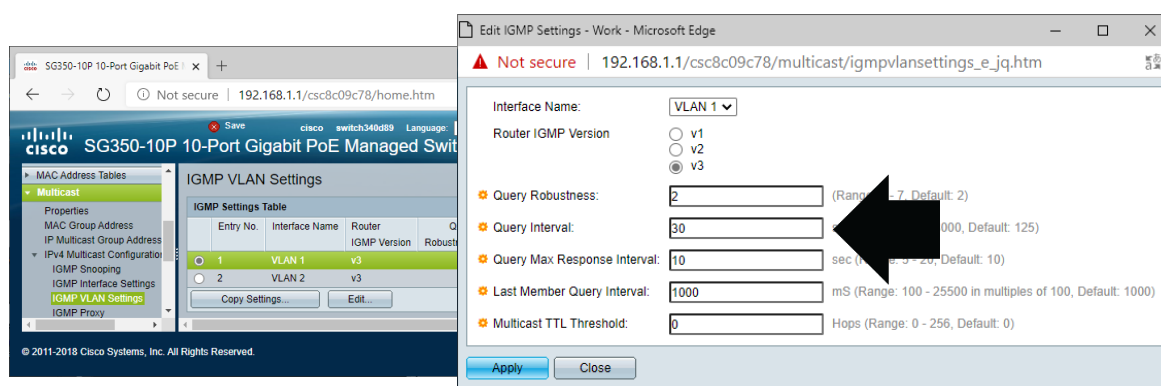 SG350-10P 10-Port Gigabit PoE
Not secure | 192.168.1.1/csc8c09c78/home.htm
Save cisco switch340d89 Language:
cisco SG350-10P 10-Port Gigabit PoE Managed Swit
MAC Address Tables
Multicast
Properties
MAC Group Address
IP Multicast Group Address
IPv4 Multicast Configuration
IGMP Snooping
IGMP Interface Settings
IGMP VLAN Settings
IGMP Proxy
IGMP VLAN Settings
IGMP Settings Table
Entry No. Interface Name Router IGMP Version Q Robustn
1 VLAN 1 v3
2 VLAN 2 v3
Copy Settings... Edit...
© 2011-2018 Cisco Systems, Inc. All Rights Reserved.
Edit IGMP Settings - Work - Microsoft Edge
Not secure | 192.168.1.1/csc8c09c78/multicast/igmpvlansettings_e_jq.htm
Interface Name: VLAN 1
Router IGMP Version v1
v2
v3
Query Robustness: 2 (Range 7, Default: 2)
Query Interval: 30 000, Default: 125)
Query Max Response Interval: 10 sec (Range: 5 - 20, Default: 10)
Last Member Query Interval: 1000 mS (Range: 100 - 25500 in multiples of 100, Default: 1000)
Multicast TTL Threshold: 0 Hops (Range: 0 - 256, Default: 0)
Apply Close